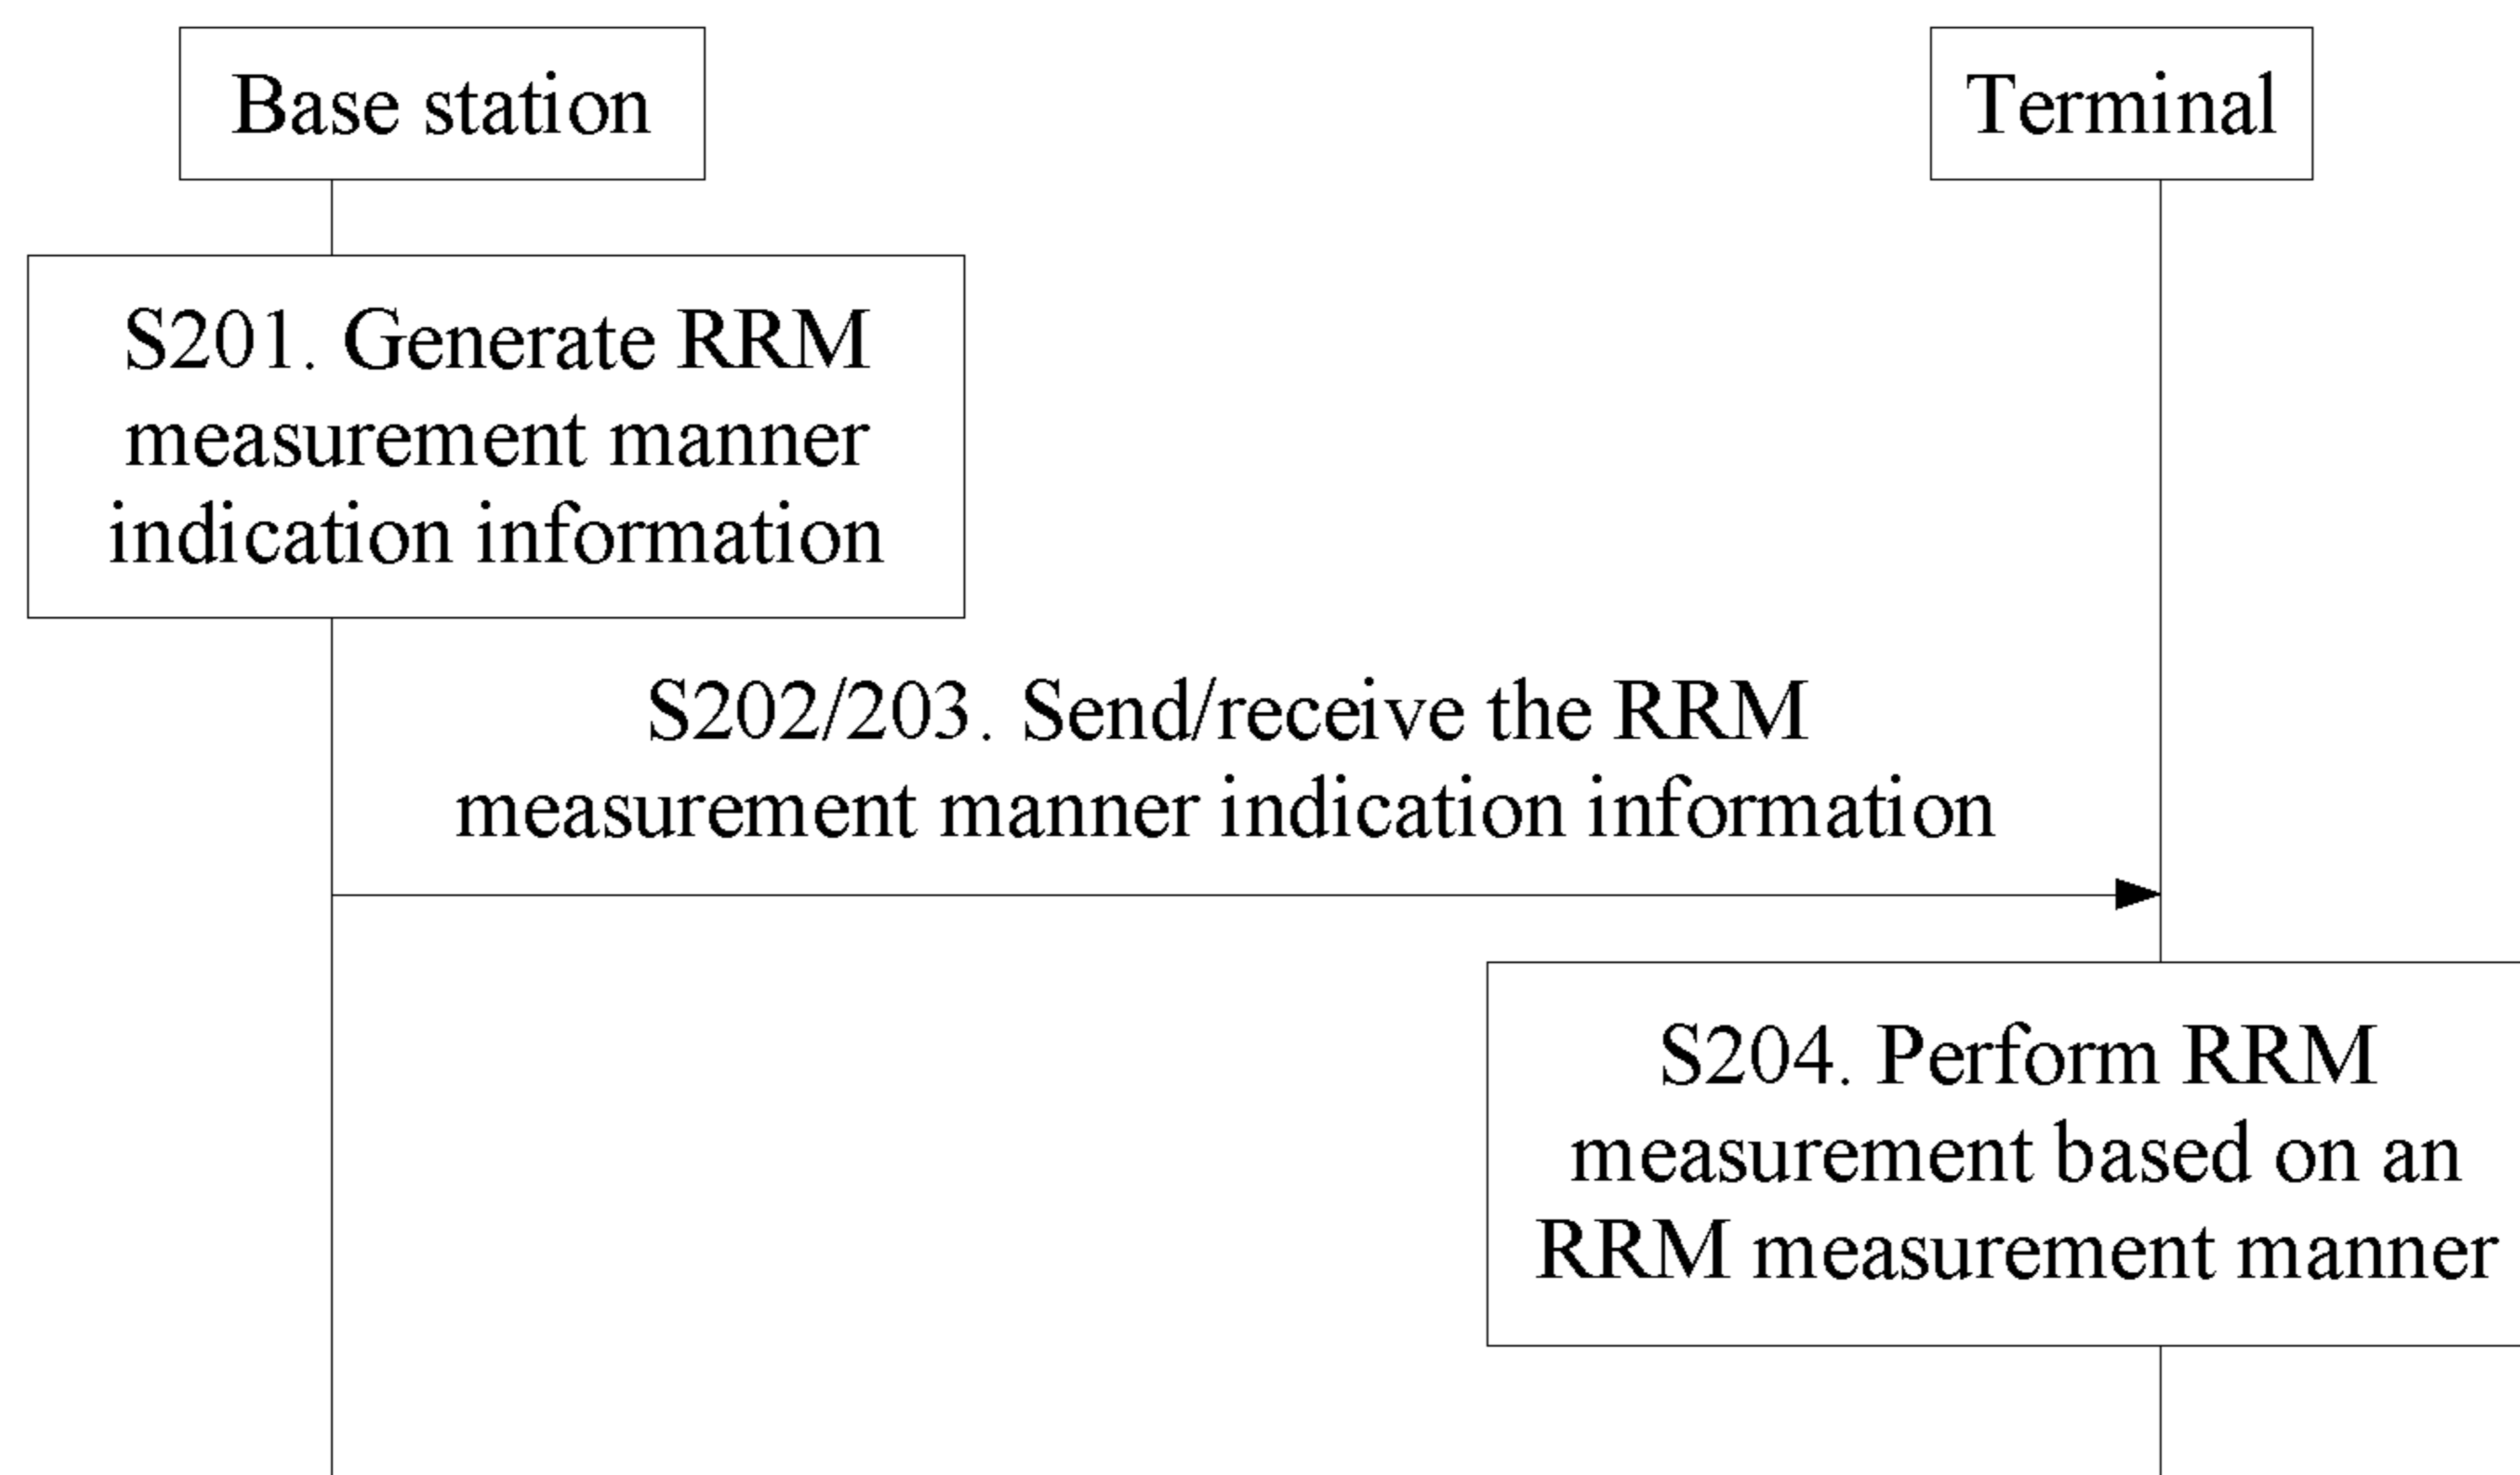 Base station
Terminal
S201. Generate RRM
measurement manner
indication information
S202/203. Send/receive the RRM
measurement manner indication information
S204. Perform RRM
measurement based on an
RRM measurement manner